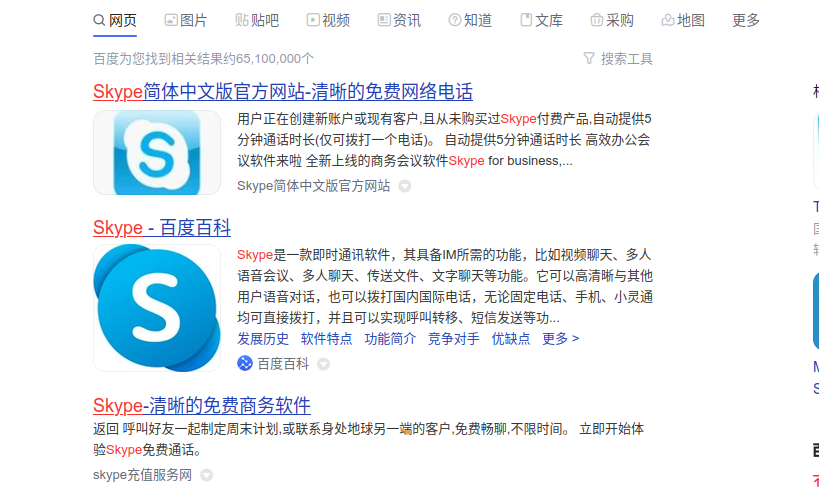 网页 图片 贴吧 视频 资讯 知道 文库 采购 地图 更多
百度为您找到相关结果约65,100,000个 搜索工具
Skype简体中文版官方网站-清晰的免费网络电话
用户正在创建新账户或现有客户,且从未购买过Skype付费产品,自动提供5
分钟通话时长(仅可拨打一个电话)。 自动提供5分钟通话时长 高效办公会
议软件来啦 全新上线的商务会议软件Skype for business,...
Skype简体中文版官方网站
Skype - 百度百科
Skype是一款即时通讯软件，其具备IM所需的功能，比如视频聊天、多人
语音会议、多人聊天、传送文件、文字聊天等功能。它可以高清晰与其他
用户语音对话，也可以拨打国内国际电话，无论固定电话、手机、小灵通
均可直接拨打，并且可以实现呼叫转移、短信发送等功...
发展历史 软件特点 功能简介 竞争对手 优缺点 更多 >
百度百科
Skype-清晰的免费商务软件
返回 呼叫好友一起制定周末计划,或联系身处地球另一端的客户,免费畅聊,不限时间。 立即开始体
验Skype免费通话。
skype充值服务网